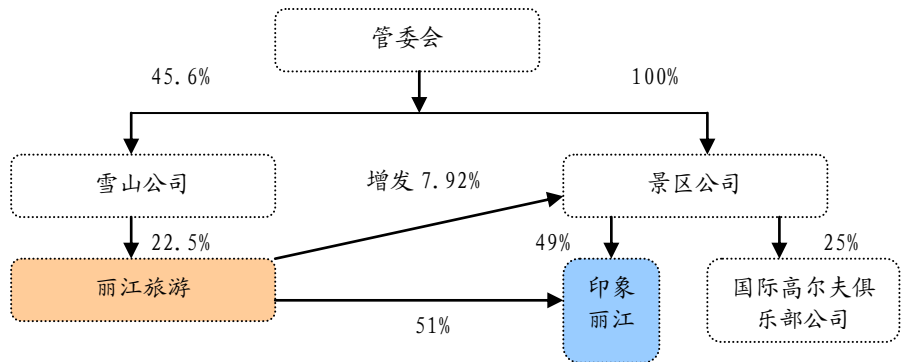 管委会
45.6%
100%
雪山公司
增发 7.92%
景区公司
22.5%
49%
25%
丽江旅游
印象
丽江
国际高尔夫俱
乐部公司
51%